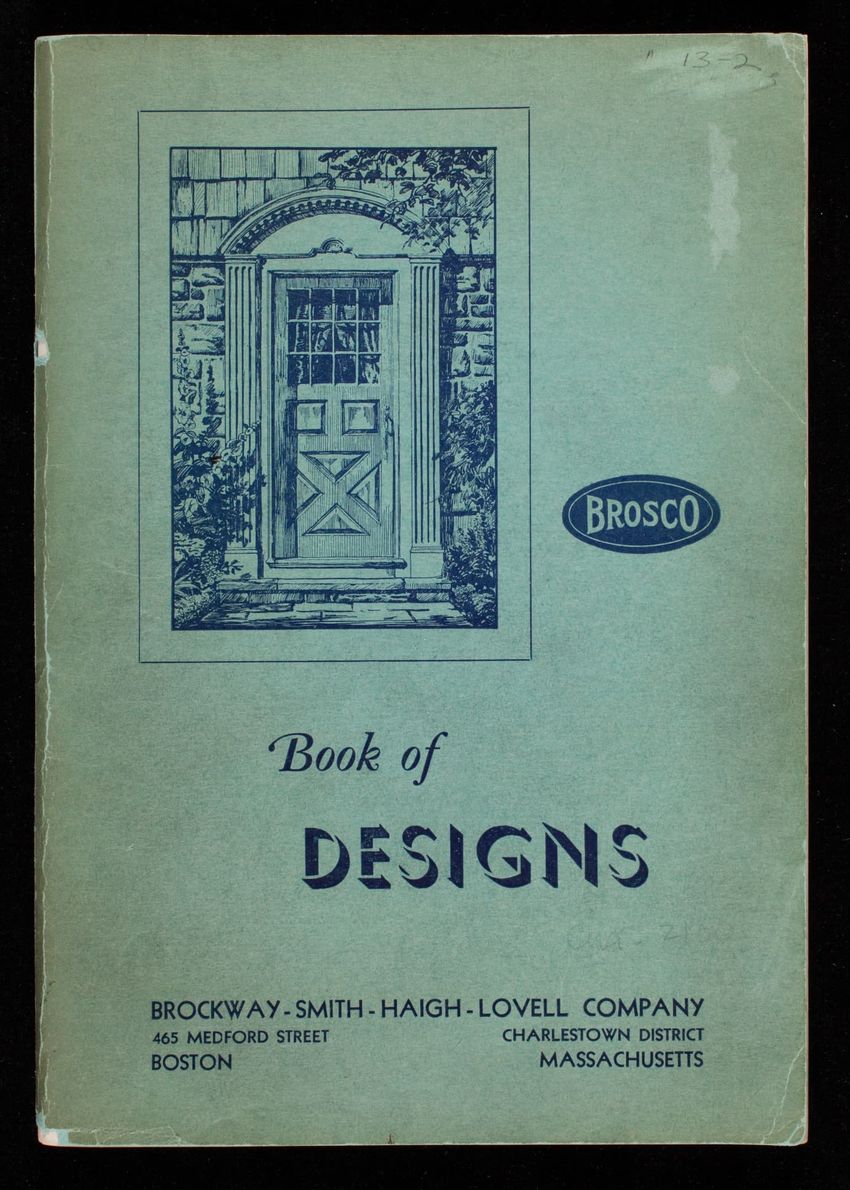 13-2
BROSCO
Book of
DESIGNS
BROCKWAY-SMITH-HAIGH-LOVELL COMPANY
465 MEDFORD STREET CHARLESTOWN DISTRICT
BOSTON MASSACHUSETTS